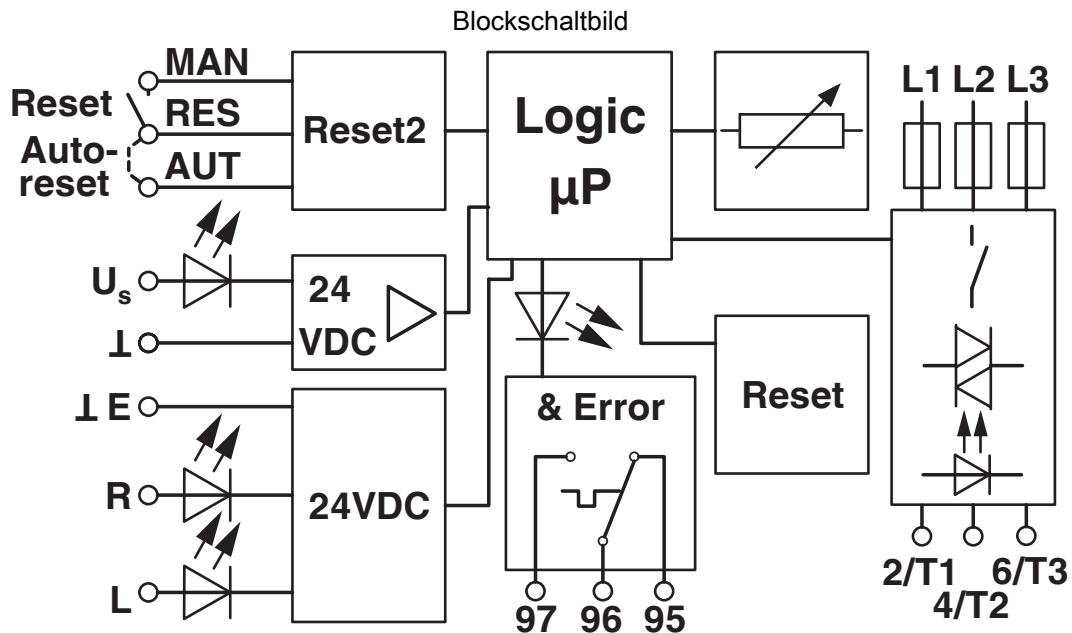 Blockschaltbild
MAN
Reset
RES
Auto-
reset
AUT
Reset2
Logic
µP
L1 L2 L3
Us
⊥
24
VDC
⊥ E
R
L
24VDC
& Error
97 96 95
Reset
2/T1 6/T3
4/T2